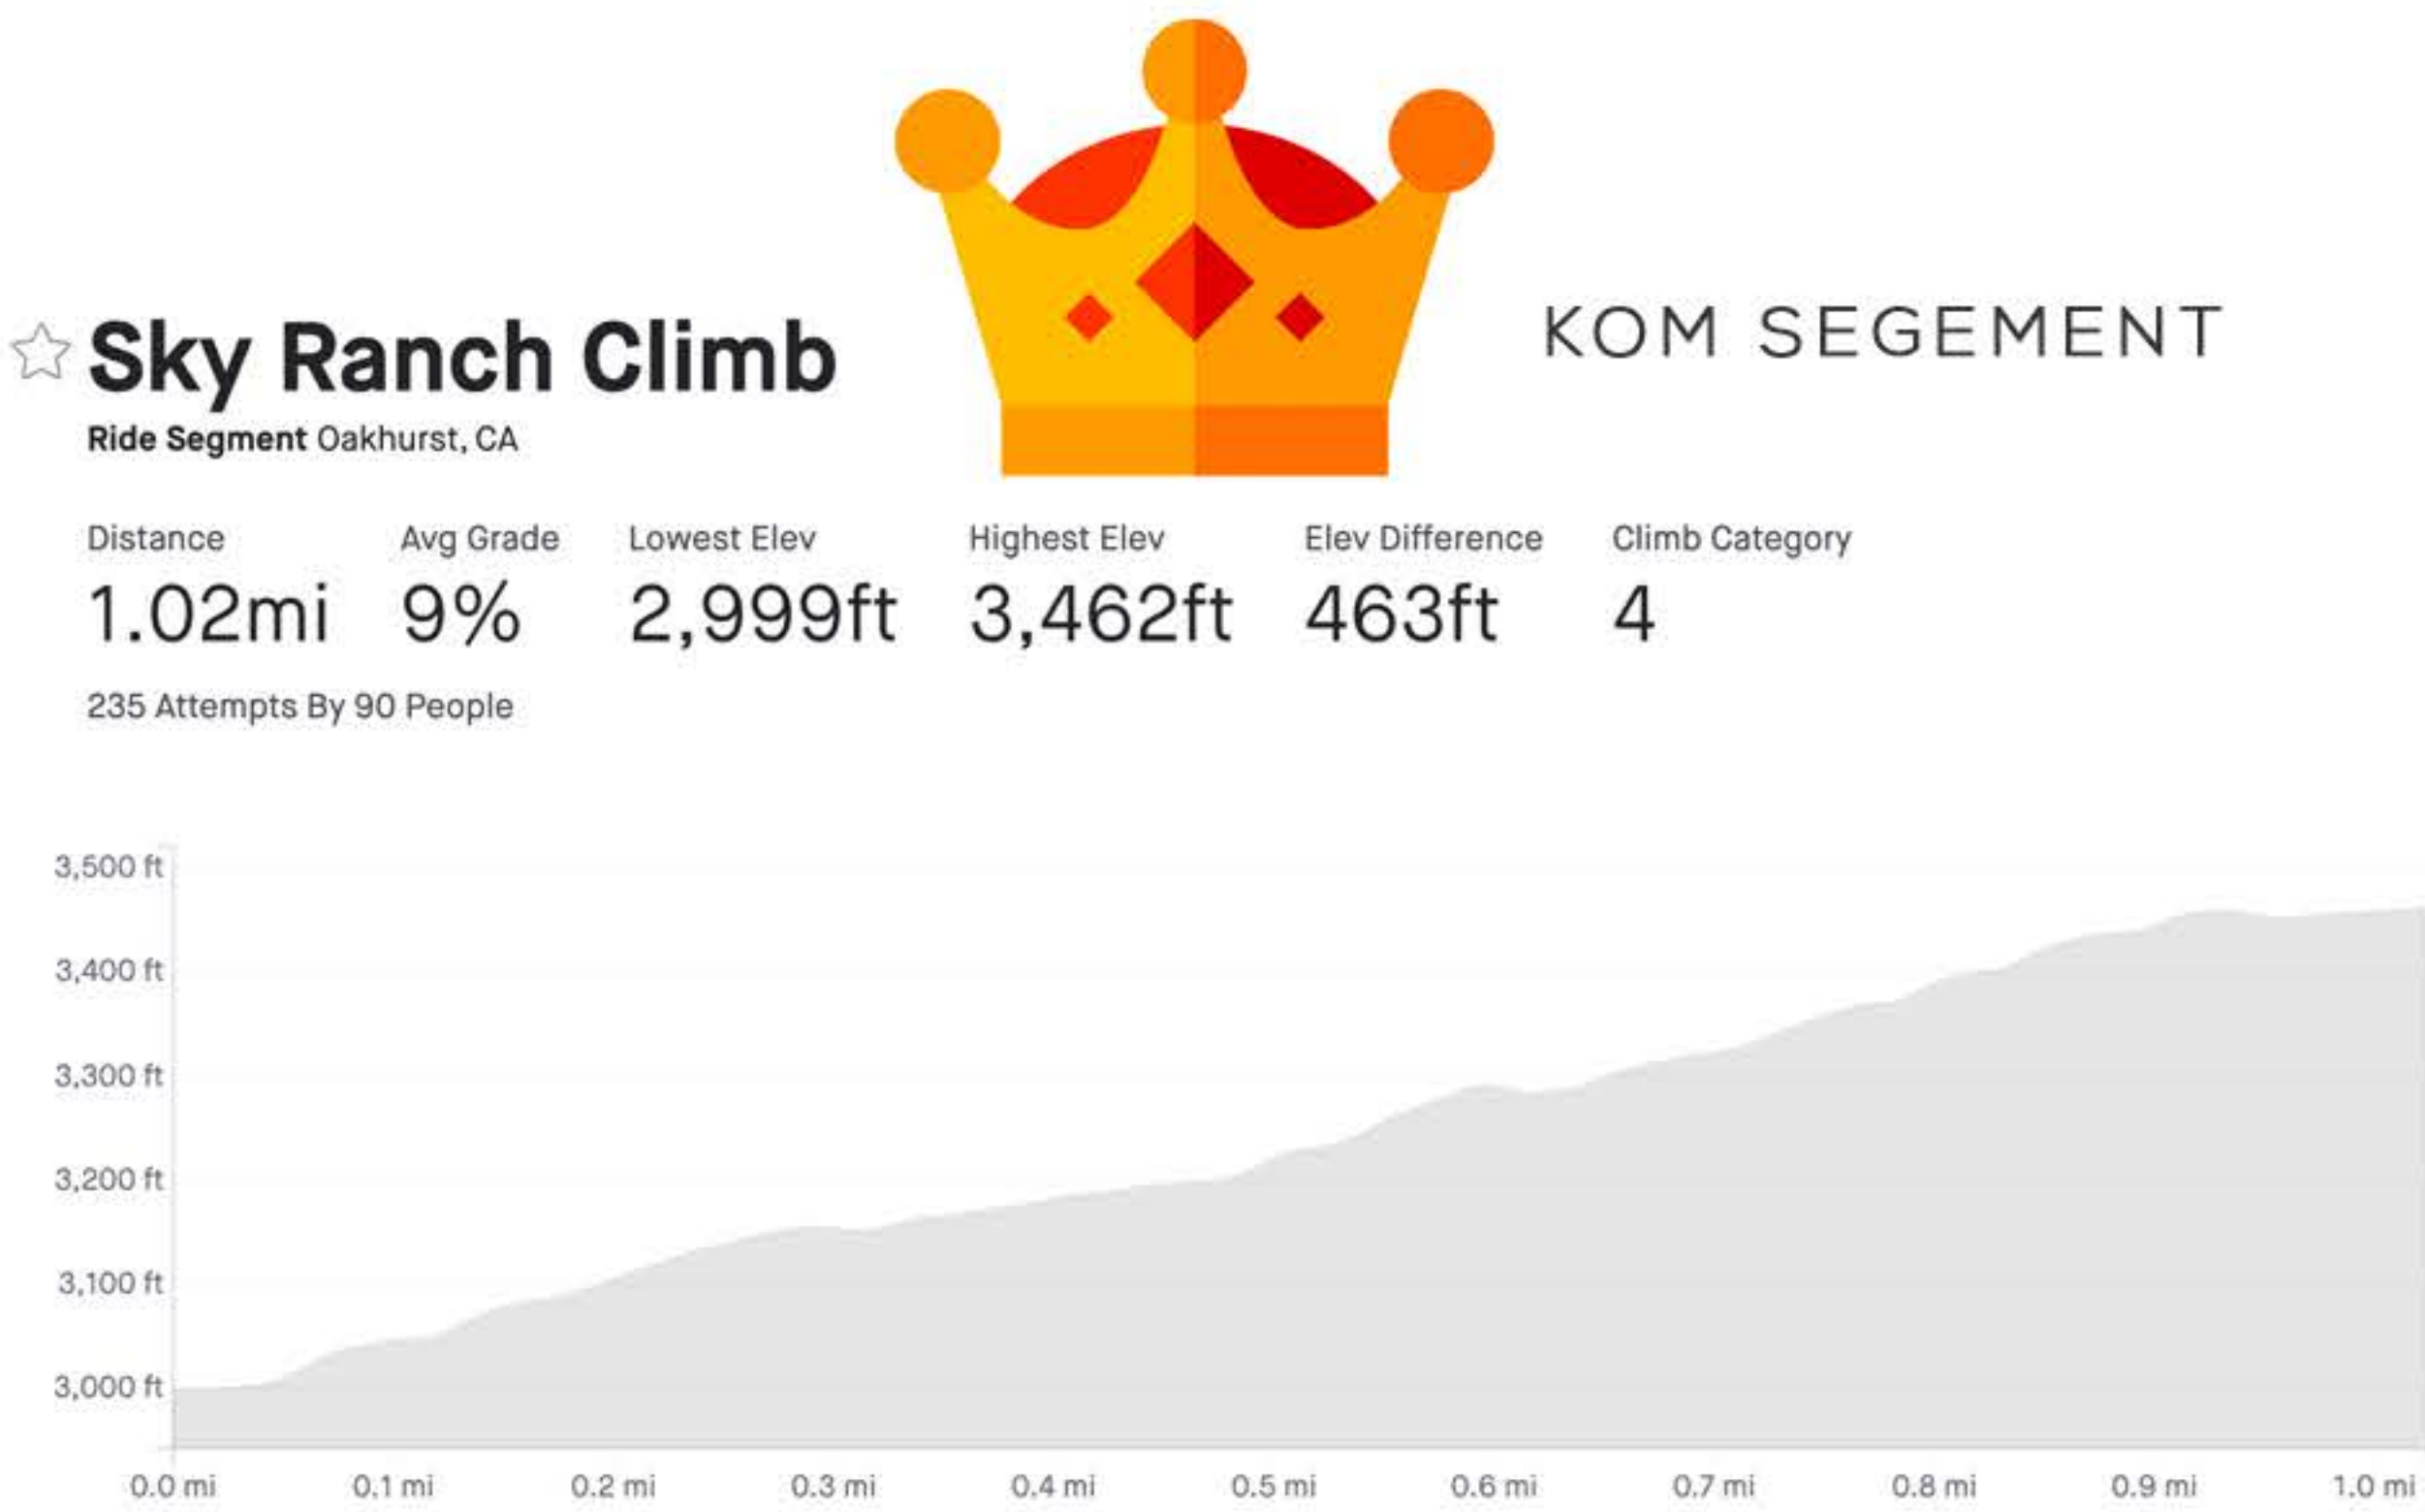 Sky Ranch Climb
KOM SEGEMENT
Ride Segment Oakhurst, CA
Distance Avg Grade Lowest Elev Highest Elev Elev Difference Climb Category
1.02mi 9% 2,999ft 3,462ft 463ft 4
235 Attempts By 90 People
3,500 ft
3,400 ft
3,300 ft
3,200 ft
3,100 ft
3,000 ft
0.0 mi 0.1 mi 0.2 mi 0.3 mi 0.4 mi 0.5 mi 0.6 mi 0.7 mi 0.8 mi 0.9 mi 1.0 mi